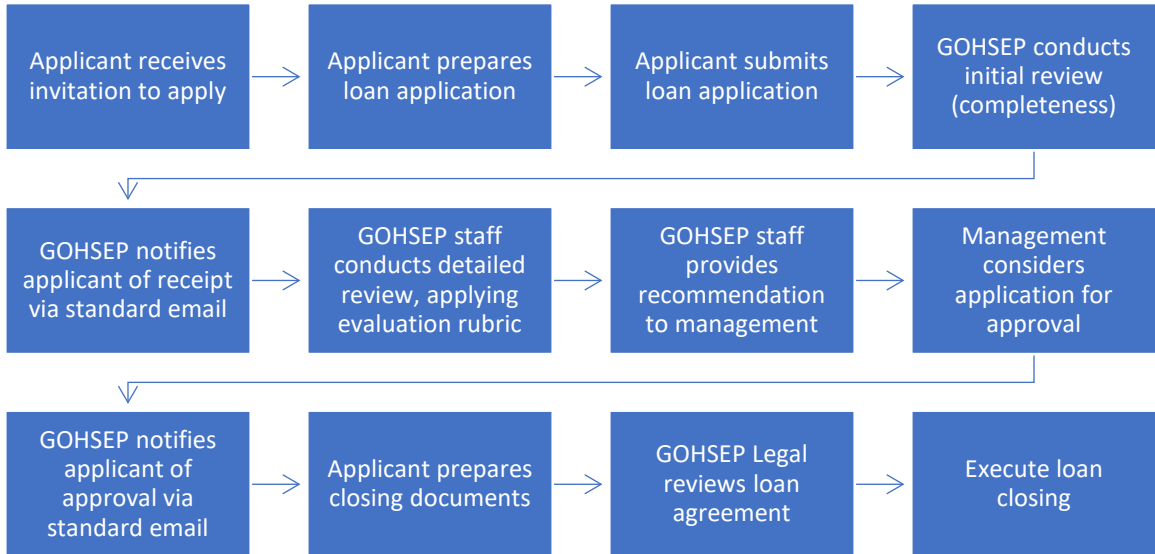 Applicant receives
invitation to apply
Applicant prepares
loan application
Applicant submits
loan application
GOHSEP conducts
initial review
(completeness)
GOHSEP notifies
applicant of receipt
via standard email
GOHSEP staff
conducts detailed
review, applying
evaluation rubric
GOHSEP staff
provides
recommendation
to management
Management
considers
application for
approval
GOHSEP notifies
applicant of
approval via
standard email
Applicant prepares
closing documents
GOHSEP Legal
reviews loan
agreement
Execute loan
closing